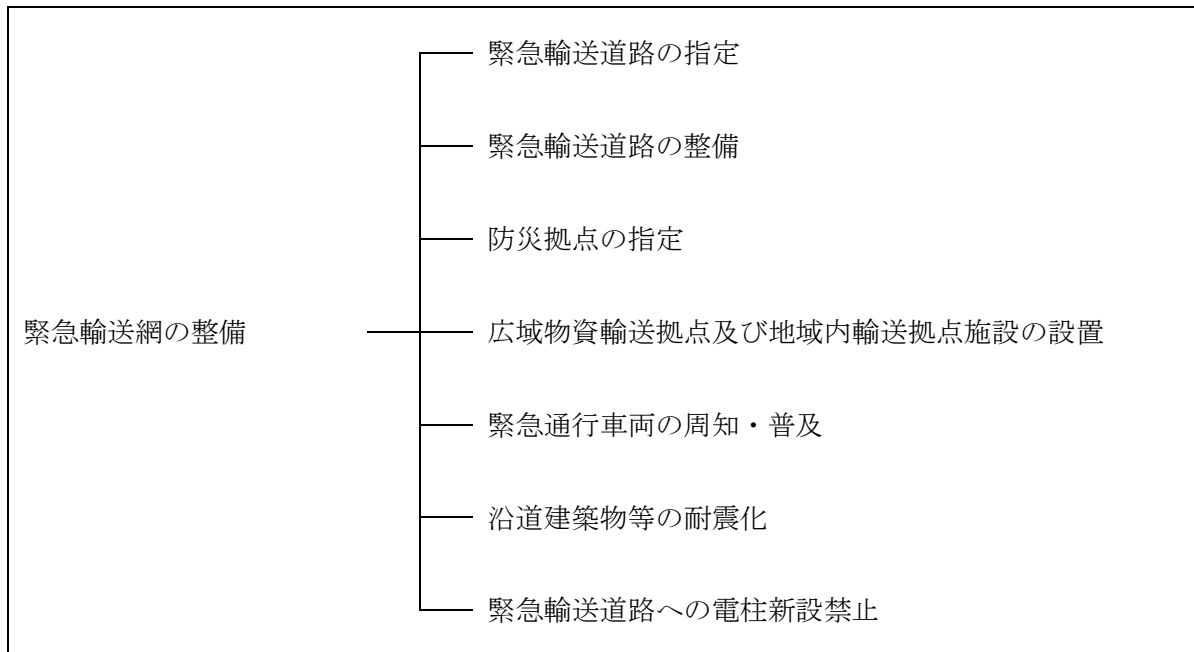 緊急輸送道路の指定
緊急輸送道路の整備
防災拠点の指定
緊急輸送網の整備
広域物資輸送拠点及び地域内輸送拠点施設の設置
緊急通行車両の周知・普及
沿道建築物等の耐震化
緊急輸送道路への電柱新設禁止